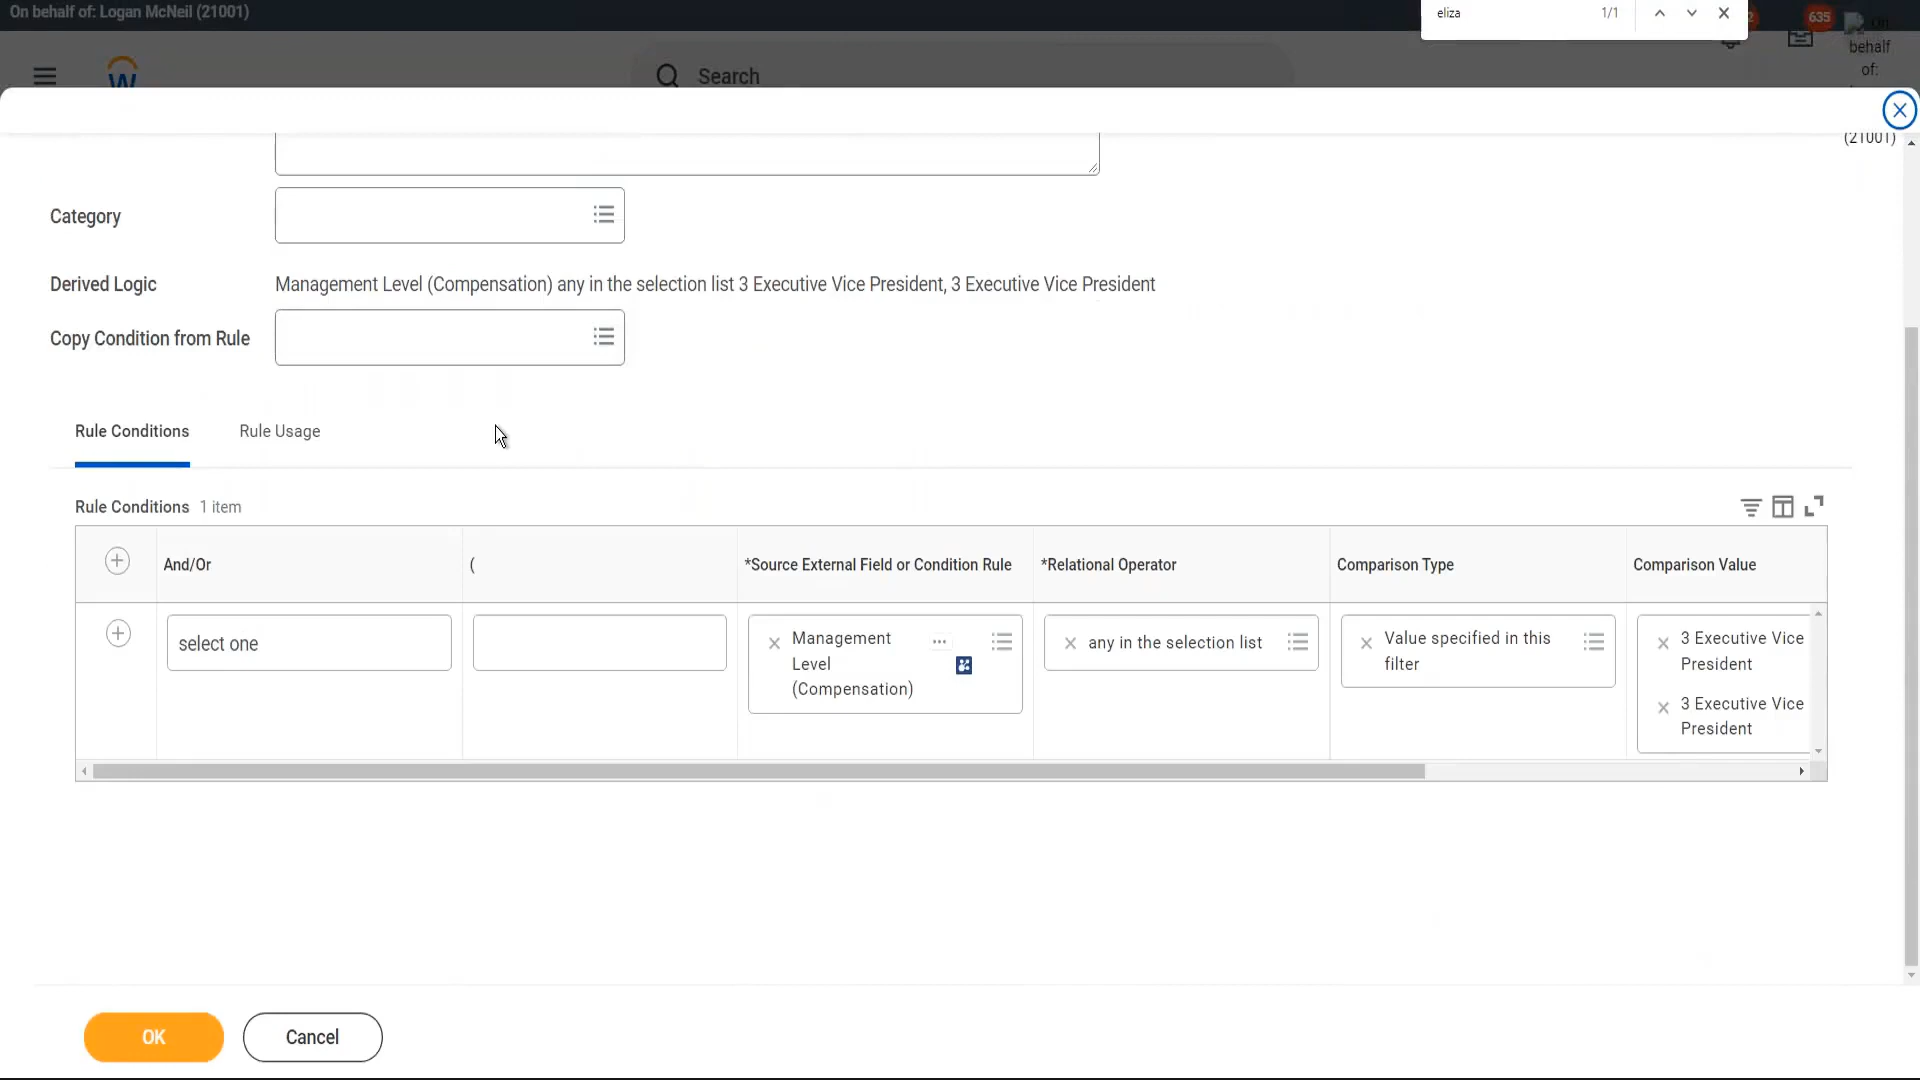 On behalf of: Logan McNeil (21001)
eliza
1/1
2
635
On
behalf
of:
W
Search
(21001)
Category
Derived Logic
Management Level (Compensation) any in the selection list 3 Executive Vice President, 3 Executive Vice President
Copy Condition from Rule
Rule Conditions
Rule Usage
Rule Conditions 1 item
And/Or
(
*Source External Field or Condition Rule
*Relational Operator
Comparison Type
Comparison Value
select one
Management
Level
(Compensation)
any in the selection list
Value specified in this
filter
3 Executive Vice
President
3 Executive Vice
President
OK
Cancel